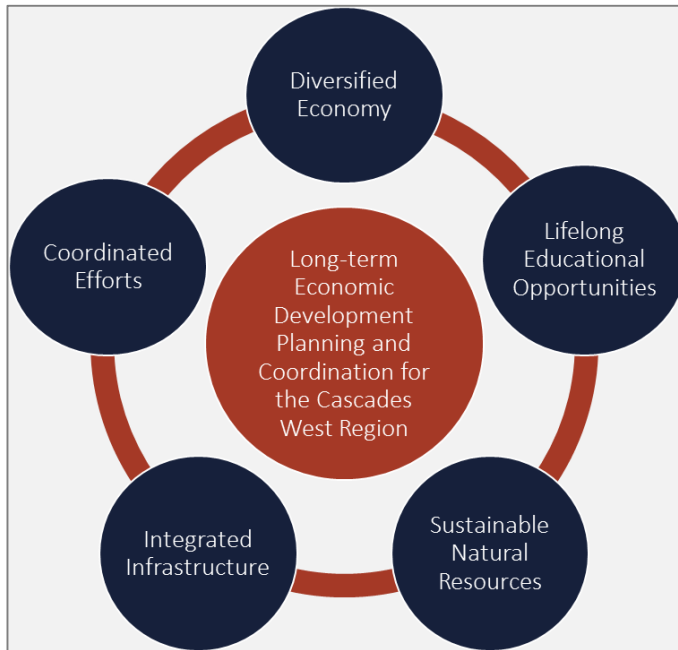 Diversified
Economy
Lifelong
Educational
Opportunities
Sustainable
Natural
Resources
Integrated
Infrastructure
Coordinated
Efforts
Long-term
Economic
Development
Planning and
Coordination for
the Cascades
West Region